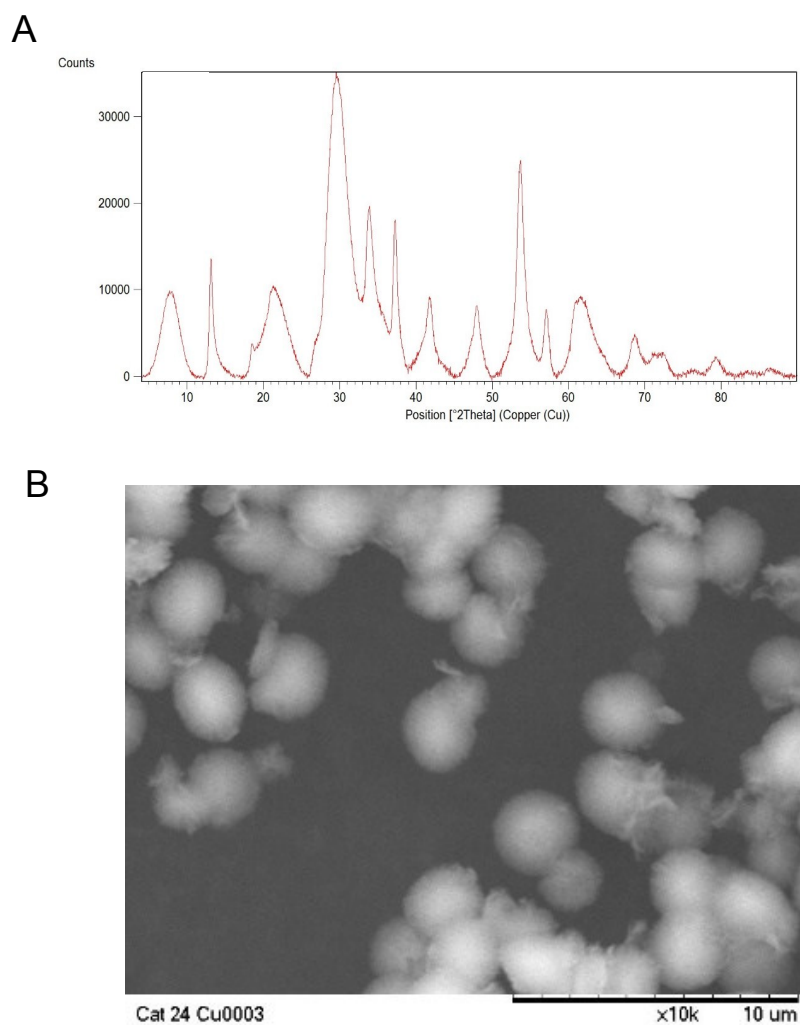 A
Counts
30000
20000
10000
0
10 20 30 40 50 60 70 80
Position [°2Theta] (Copper (Cu))
B
Cat 24 Cu0003 x10k 10 um